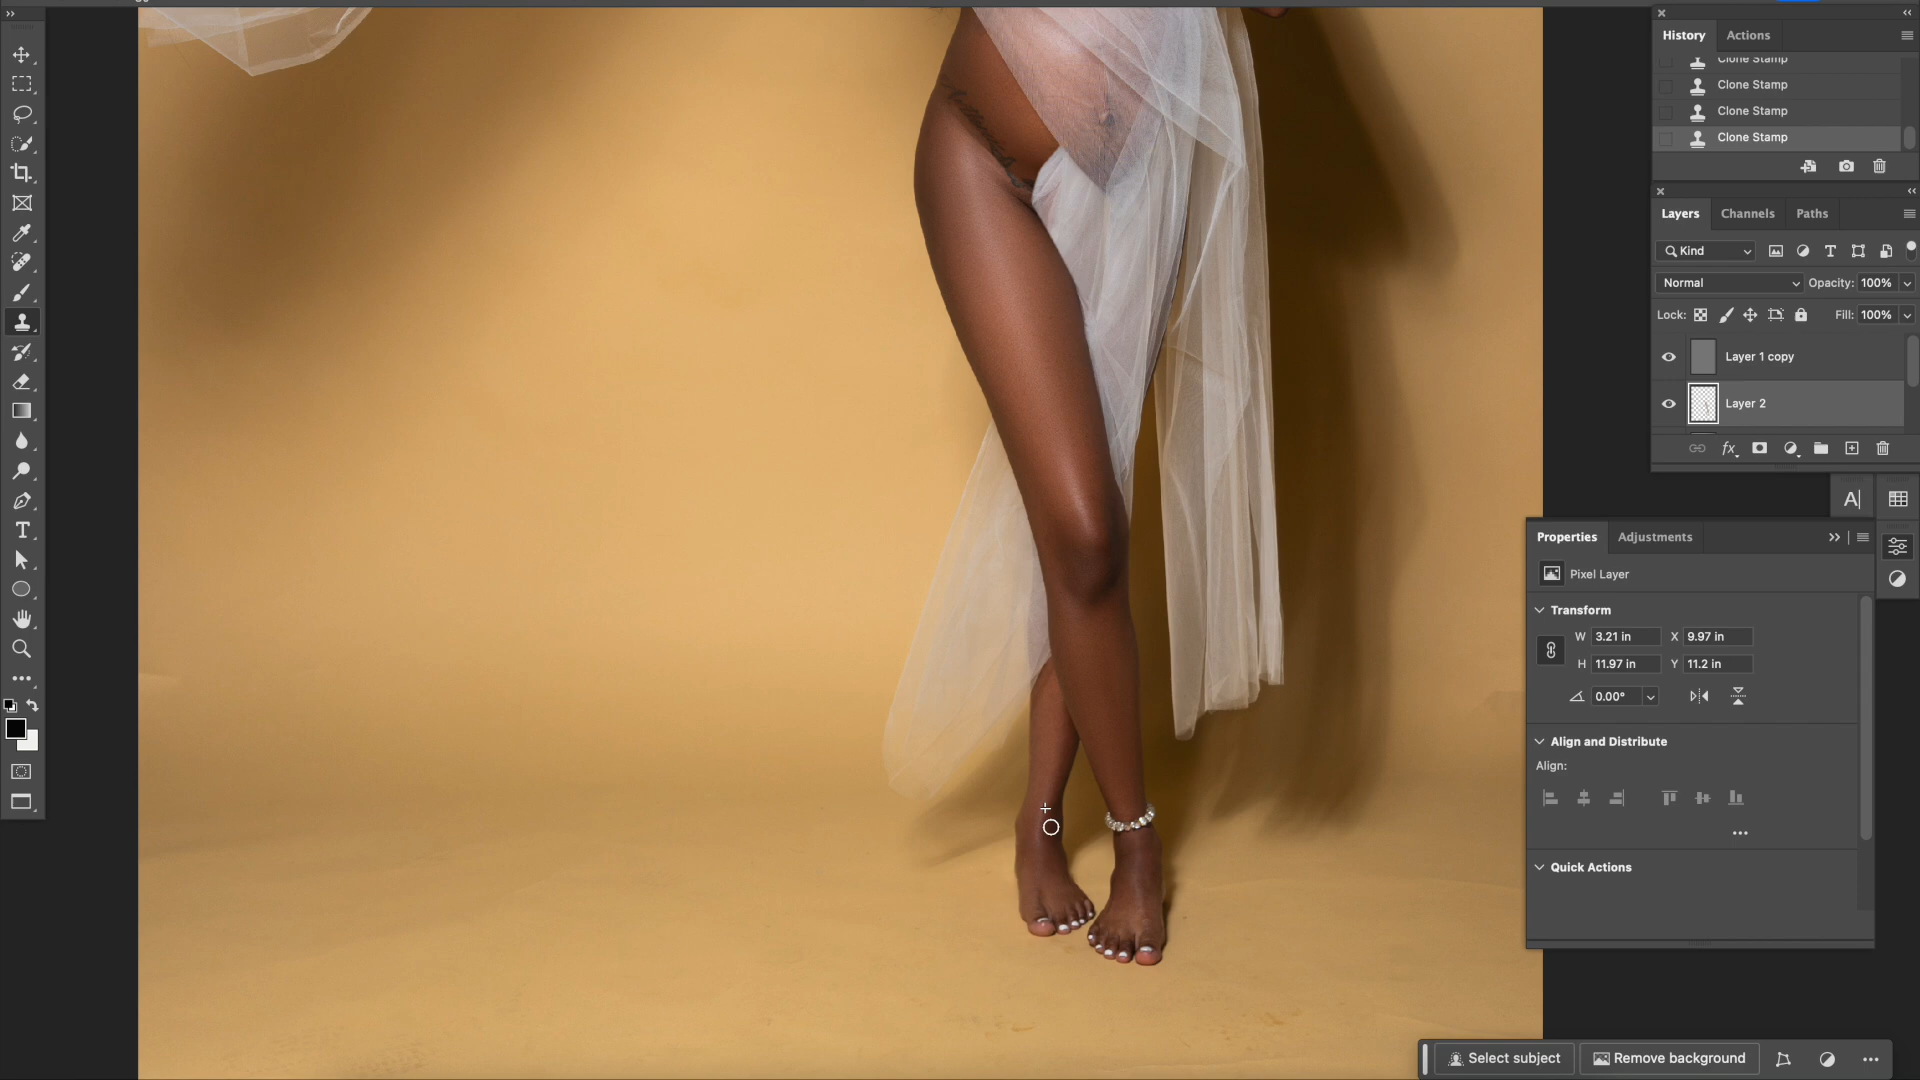 History
Actions
Clone Stamp
Clone Stamp
Clone Stamp
Clone Stamp
Layers
Channels
Paths
Kind
Normal
Opacity: 100%
Lock:
Fill: 100%
Layer 1 copy
Layer 2
fx
A
Properties
Adjustments
Pixel Layer
Transform
W 3.21 in X 9.97 in
H 11.97 in Y 11.2 in
0.00°
Align and Distribute
Align:
Quick Actions
Select subject
Remove background